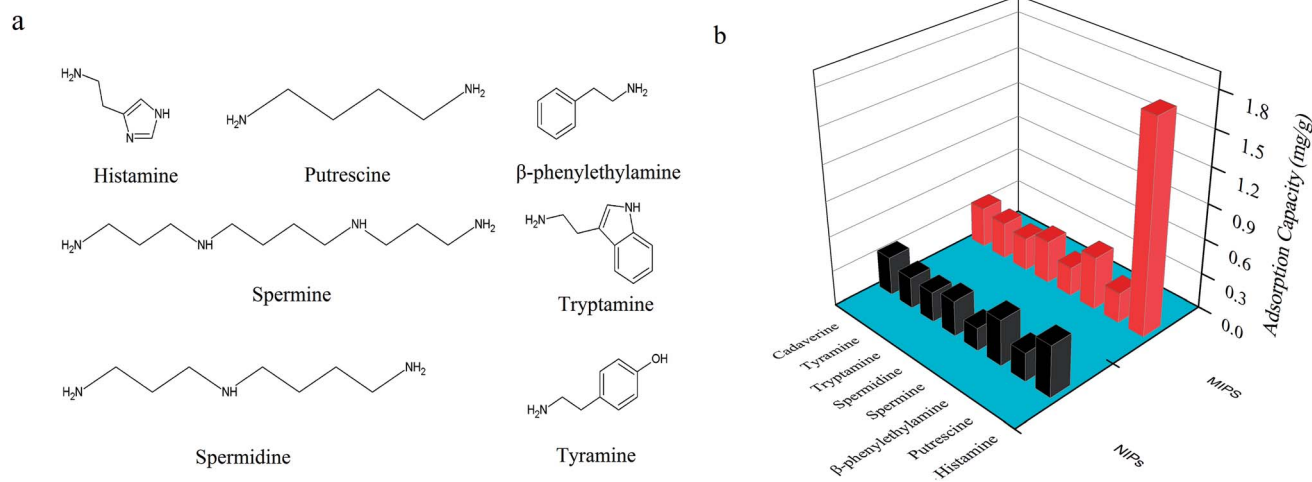 a
H₂N
NH
N
Histamine
H₂N
NH₂
Putrescine
NH₂
β-phenylethylamine
H₂N
NH
NH
NH₂
Spermine
H₂N
NH
Tryptamine
H₂N
NH
NH₂
Spermidine
OH
H₂N
Tyramine
b
1.8
1.5
1.2
0.9
0.6
0.3
0.0
Adsorption Capacity (mg/g)
Cadaverine
Tyramine
Tryptamine
Spermidine
Spermine
β-phenylethylamine
Putrescine
Histamine
NIPs
MIPS